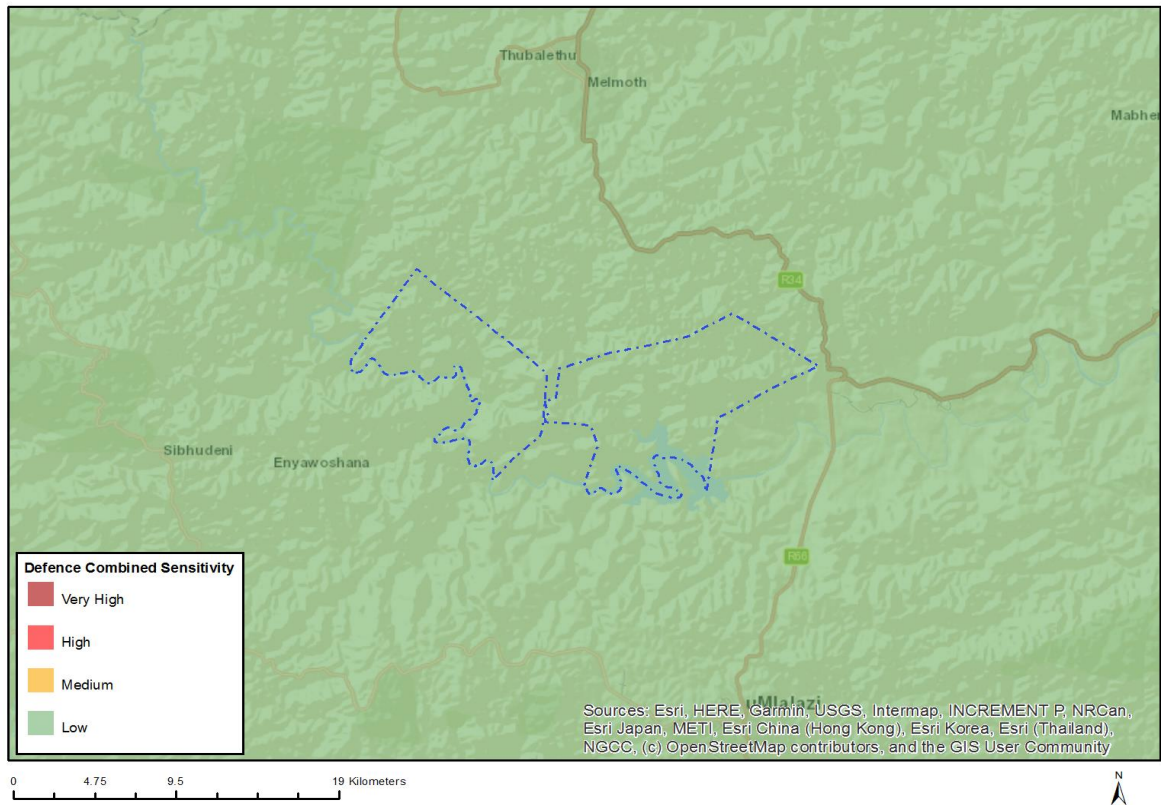 Thubalethu
Melmoth
Mabher
R34
Sibhudeni
Enyawoshana
R66
uMlalazi
Defence Combined Sensitivity
Very High
High
Medium
Low
Sources: Esri, HERE, Garmin, USGS, Intermap, INCREMENT P, NRCan,
Esri Japan, METI, Esri China (Hong Kong), Esri Korea, Esri (Thailand),
NGCC, (c) OpenStreetMap contributors, and the GIS User Community
0 4.75 9.5 19 Kilometers
N